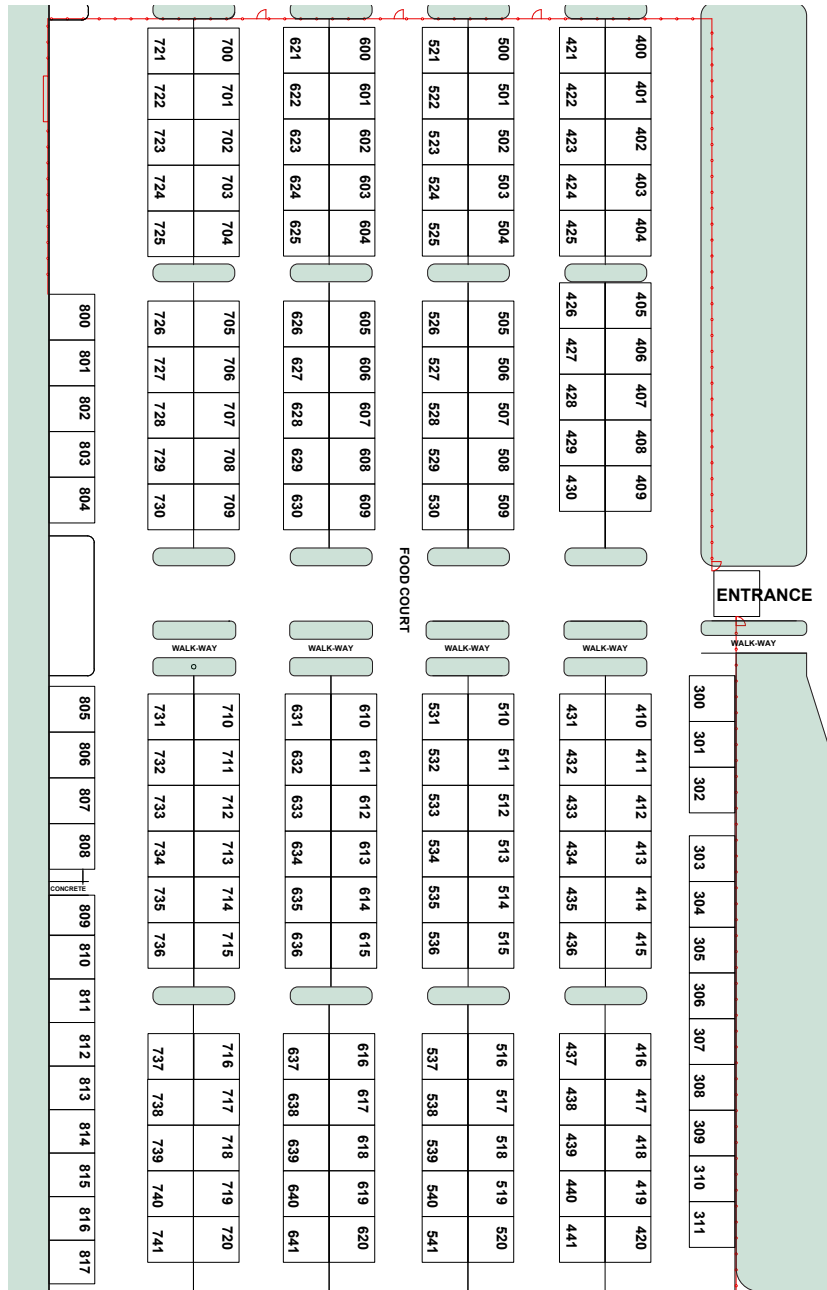 721 700 621 600 521 500 421 400
722 701 622 601 522 501 422 401
723 702 623 602 523 502 423 402
724 703 624 603 524 503 424 403
725 704 625 604 525 504 425 404
800 726 705 626 605 526 505 426 405
801 727 706 627 606 527 506 427 406
802 728 707 628 607 528 507 428 407
803 729 708 629 608 529 508 429 408
804 730 709 630 609 530 509 430 409
FOOD COURT
ENTRANCE
WALK-WAY WALK-WAY WALK-WAY WALK-WAY WALK-WAY
805 731 710 631 610 531 510 431 410 300
806 732 711 632 611 532 511 432 411 301
807 733 712 633 612 533 512 433 412 302
808 734 713 634 613 534 513 434 413 303
CONCRETE
809 735 714 635 614 535 514 435 414 304
810 736 715 636 615 536 515 436 415 305
811 306
812 737 716 637 616 537 516 437 416 307
813 738 717 638 617 538 517 438 417 308
814 739 718 639 618 539 518 439 418 309
815 740 719 640 619 540 519 440 419 310
816 741 720 641 620 541 520 441 420 311
817